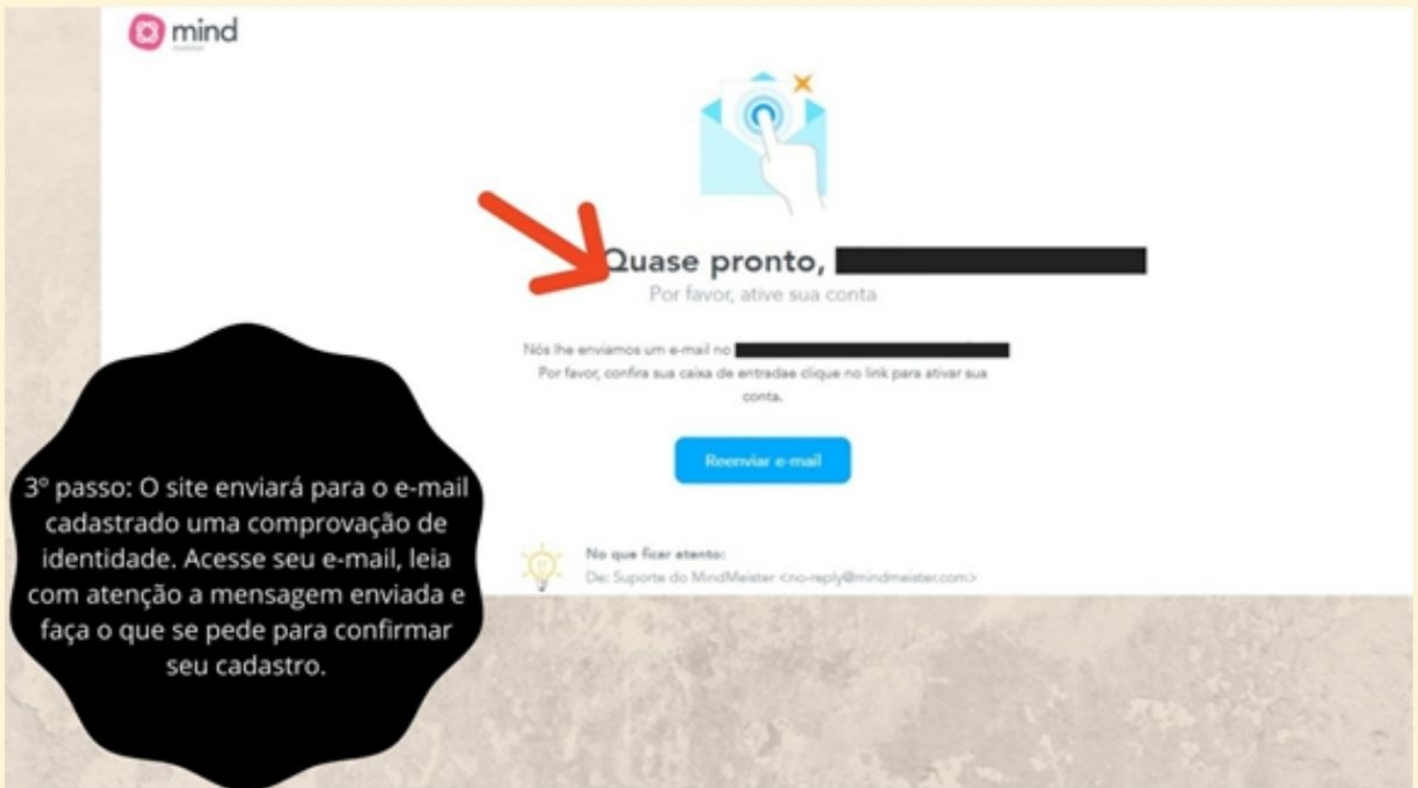 mind
meister
Quase pronto,
Por favor, ative sua conta
Nós lhe enviamos um e-mail no
Por favor, confira sua caixa de entradae clique no link para ativar sua
conta.
Reenviar e-mail
No que ficar atento:
De: Suporte do MindMeister <no-reply@mindmeister.com>
3º passo: O site enviará para o e-mail
cadastrado uma comprovação de
identidade. Acesse seu e-mail, leia
com atenção a mensagem enviada e
faça o que se pede para confirmar
seu cadastro.